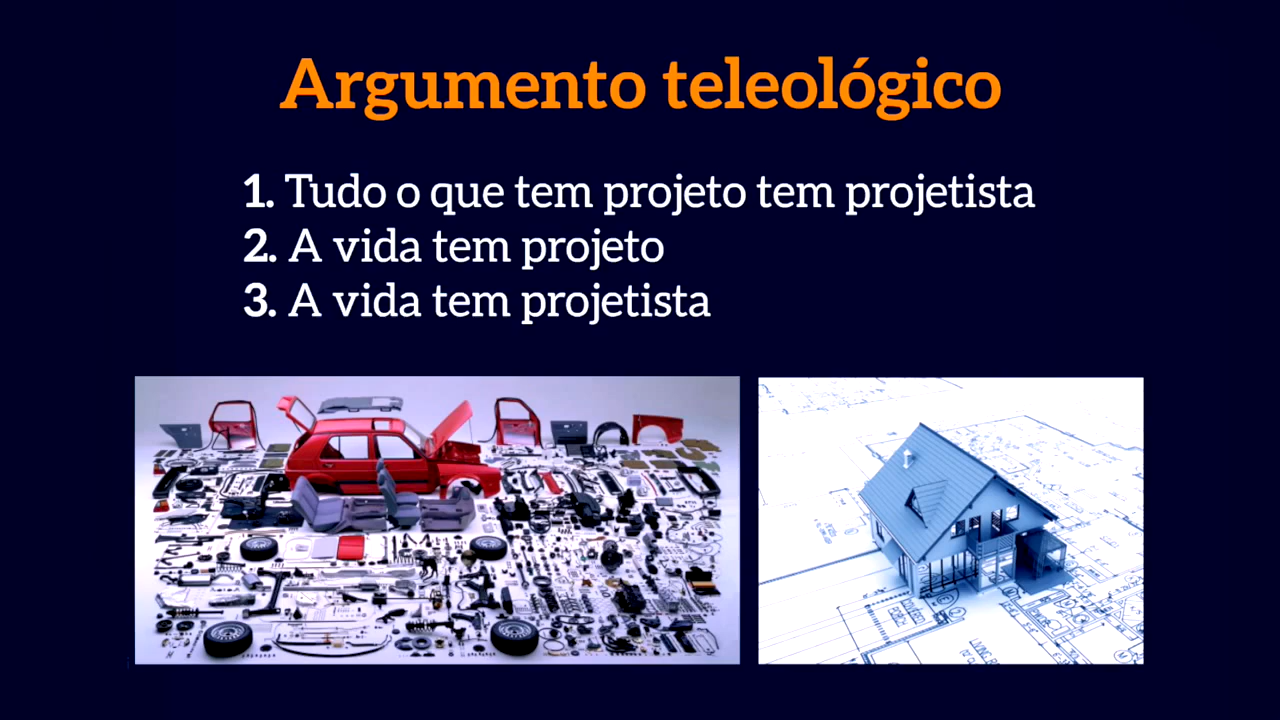 Argumento teleológico
1. Tudo o que tem projeto tem projetista
2. A vida tem projeto
3. A vida tem projetista